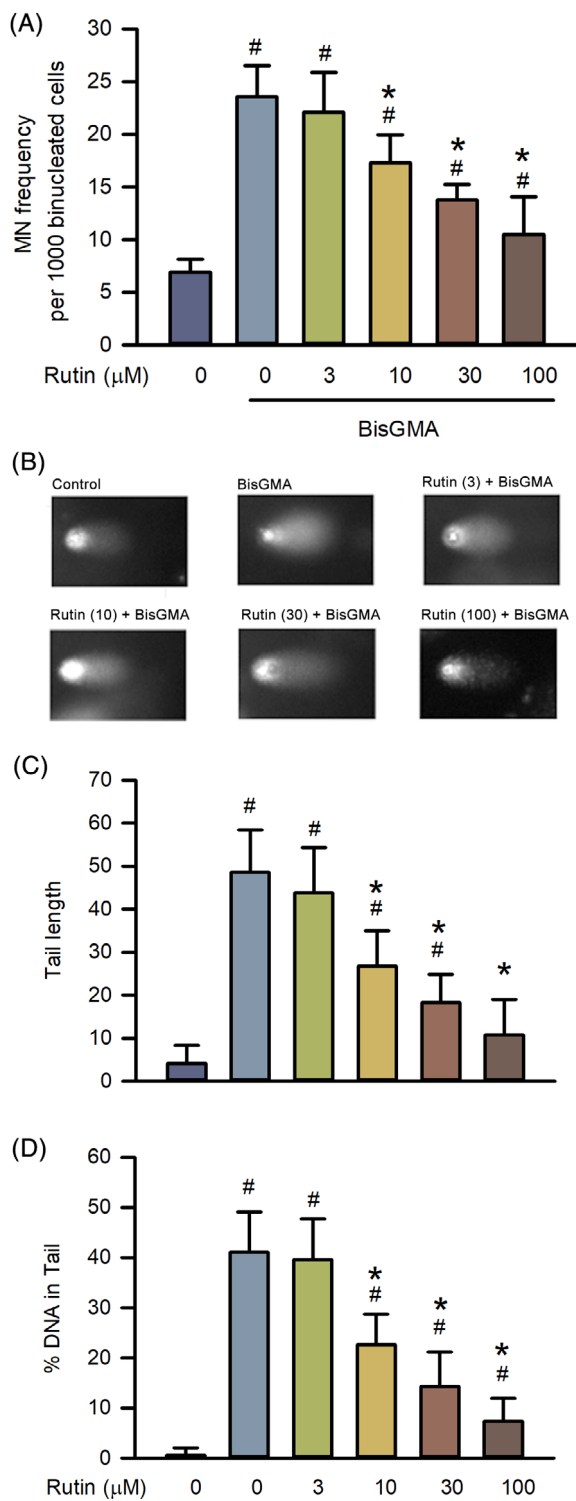 (A)
MN frequency
per 1000 binucleated cells
30
25
20
15
10
5
0
# # * * *
# # #
Rutin (μM) 0 0 3 10 30 100
BisGMA
(B)
Control BisGMA Rutin (3) + BisGMA
Rutin (10) + BisGMA Rutin (30) + BisGMA Rutin (100) + BisGMA
(C)
Tail length
70
60
50
40
30
20
10
0
# # * * *
# #
(D)
% DNA in Tail
60
50
40
30
20
10
0
# # * * *
# # #
Rutin (μM) 0 0 3 10 30 100